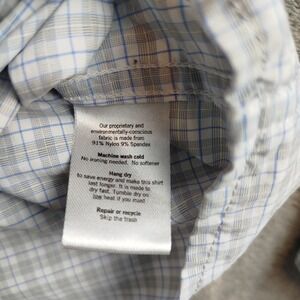 Our proprietary and
environmentally-conscious
fabric is made from
91% Nylon 9% Spandex
Machine wash cold
No ironing needed. No softener
Hang dry
to save energy and make this shirt
last longer. It is made to
dry fast. Tumble dry on
low heat if you must
Repair or recycle
Skip the trash